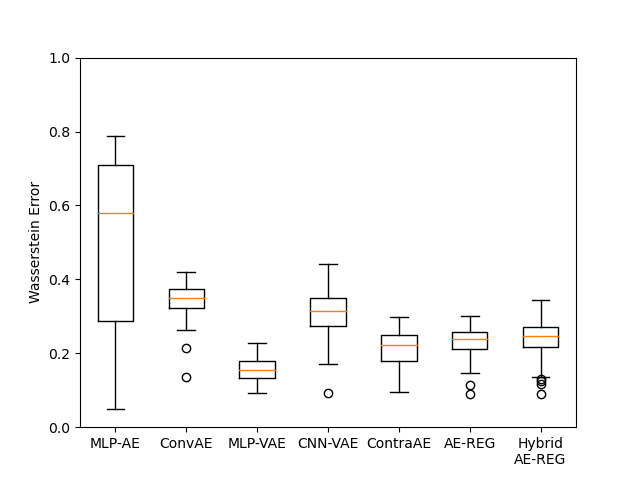 1.0
0.8
0.6
0.4
0.2
0.0
Wasserstein Error
MLP-AE ConvAE MLP-VAE CNN-VAE ContraAE AE-REG Hybrid
AE-REG